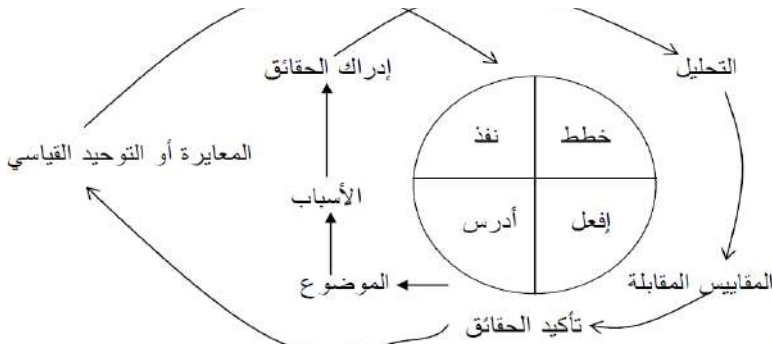 إدراك الحقائق
التحليل
خطط
نفذ
المعايرة أو التوحيد القياسي
الأسباب
إفعل
أدرس
الموضوع
المقاييس المقابلة
تأكيد الحقائق